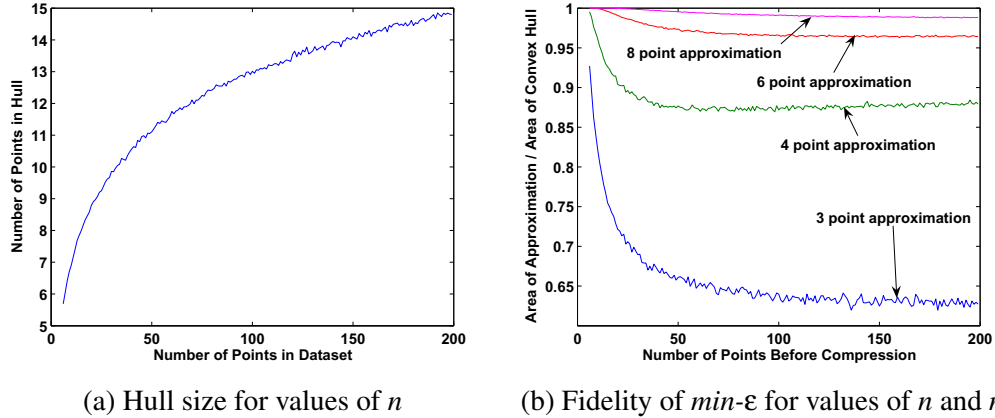 15
14
13
12
11
10
9
8
7
6
5
Number of Points in Hull
0
50
100
150
200
Number of Points in Dataset
(a) Hull size for values of n
1
0.95
0.9
0.85
0.8
0.75
0.7
0.65
Area of Approximation / Area of Convex Hull
8 point approximation
6 point approximation
4 point approximation
3 point approximation
0
50
100
150
200
Number of Points Before Compression
(b) Fidelity of min-ε for values of n and